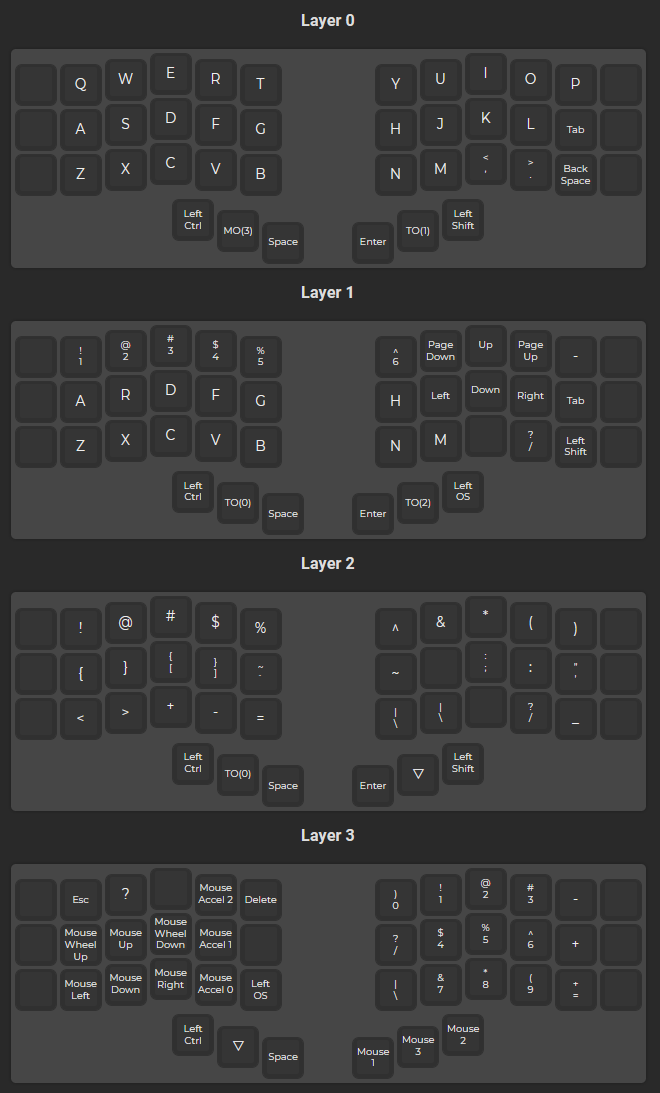 Layer 0
Q W E R T Y U I O P
A S D F G H J K L Tab
Z X C V B N M < , > . Back Space
Left Ctrl MO(3) Space Enter TO(1) Left Shift
Layer 1
! 1 @ 2 # 3 $ 4 % 5 ^ 6 Page Down Up Page Up -
A R D F G H Left Down Right Tab
Z X C V B N M ? / Left Shift
Left Ctrl TO(0) Space Enter TO(2) Left OS
Layer 2
! @ # $ % ^ & * ( )
{ } { [ } ] ~ ` ~ : ; : " '
< > + - = | \ | \ ? / _
Left Ctrl TO(0) Space Enter ▽ Left Shift
Layer 3
Esc ? Mouse Accel 2 Delete ) 0 ! 1 @ 2 # 3 -
Mouse Wheel Up Mouse Up Mouse Wheel Down Mouse Accel 1 ? / $ 4 % 5 ^ 6 +
Mouse Left Mouse Down Mouse Right Mouse Accel 0 Left OS | \ & 7 * 8 ( 9 + =
Left Ctrl ▽ Space Mouse 1 Mouse 3 Mouse 2